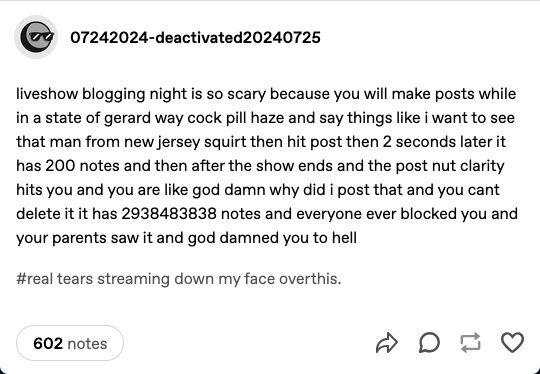 07242024-deactivated20240725
liveshow blogging night is so scary because you will make posts while
in a state of gerard way cock pill haze and say things like i want to see
that man from new jersey squirt then hit post then 2 seconds later it
has 200 notes and then after the show ends and the post nut clarity
hits you and you are like god damn why did i post that and you cant
delete it it has 2938483838 notes and everyone ever blocked you and
your parents saw it and god damned you to hell
#real tears streaming down my face overthis.
602 notes